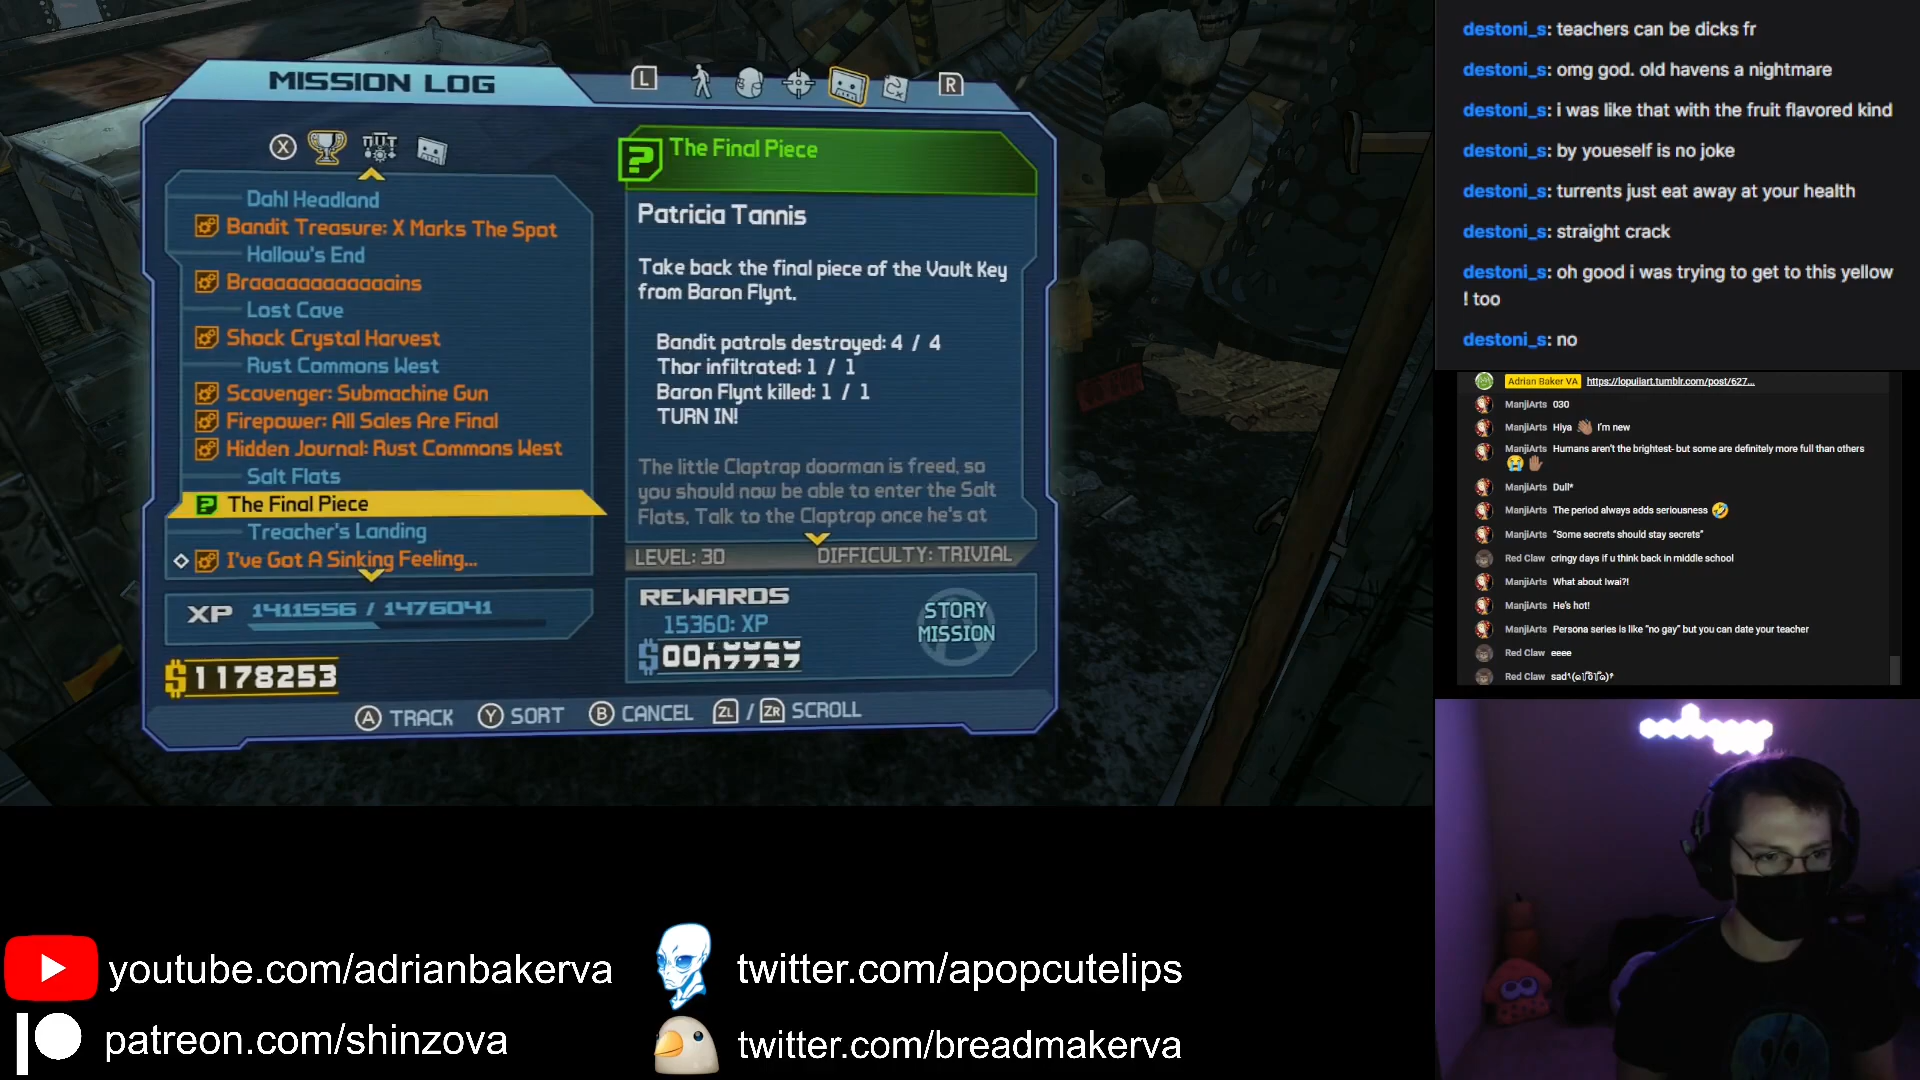 MISSION LOG
L
R
X
Dahl Headland
Bandit Treasure: X Marks The Spot
Hallow's End
Braaaaaaaaaaaains
Lost Cave
Shock Crystal Harvest
Rust Commons West
Scavenger: Submachine Gun
Firepower: All Sales Are Final
Hidden Journal: Rust Commons West
Salt Flats
The Final Piece
Treacher's Landing
I've Got A Sinking Feeling...
XP 1411556 / 1476041
$1178253
The Final Piece
Patricia Tannis
Take back the final piece of the Vault Key
from Baron Flynt.
Bandit patrols destroyed: 4 / 4
Thor infiltrated: 1 / 1
Baron Flynt killed: 1 / 1
TURN IN!
The little Claptrap doorman is freed, so
you should now be able to enter the Salt
Flats. Talk to the Claptrap once he's at
LEVEL: 30 DIFFICULTY: TRIVIAL
REWARDS
15360: XP
STORY
MISSION
A TRACK Y SORT B CANCEL ZL / ZR SCROLL
destoni_s: teachers can be dicks fr
destoni_s: omg god. old havens a nightmare
destoni_s: i was like that with the fruit flavored kind
destoni_s: by youeself is no joke
destoni_s: turrents just eat away at your health
destoni_s: straight crack
destoni_s: oh good i was trying to get to this yellow
! too
destoni_s: no
Adrian Baker VA https://lopuliart.tumblr.com/post/627...
ManjiArts 030
ManjiArts Hiya 👋🏽 I'm new
ManjiArts Humans aren't the brightest- but some are definitely more full than others
😭✋🏽
ManjiArts Dull*
ManjiArts The period always adds seriousness 🤣
ManjiArts "Some secrets should stay secrets"
Red Claw cringy days if u think back in middle school
ManjiArts What about Iwai?!
ManjiArts He's hot!
ManjiArts Persona series is like "no gay" but you can date your teacher
Red Claw eeee
Red Claw sad
youtube.com/adrianbakerva
twitter.com/apopcutelips
patreon.com/shinzova
twitter.com/breadmakerva